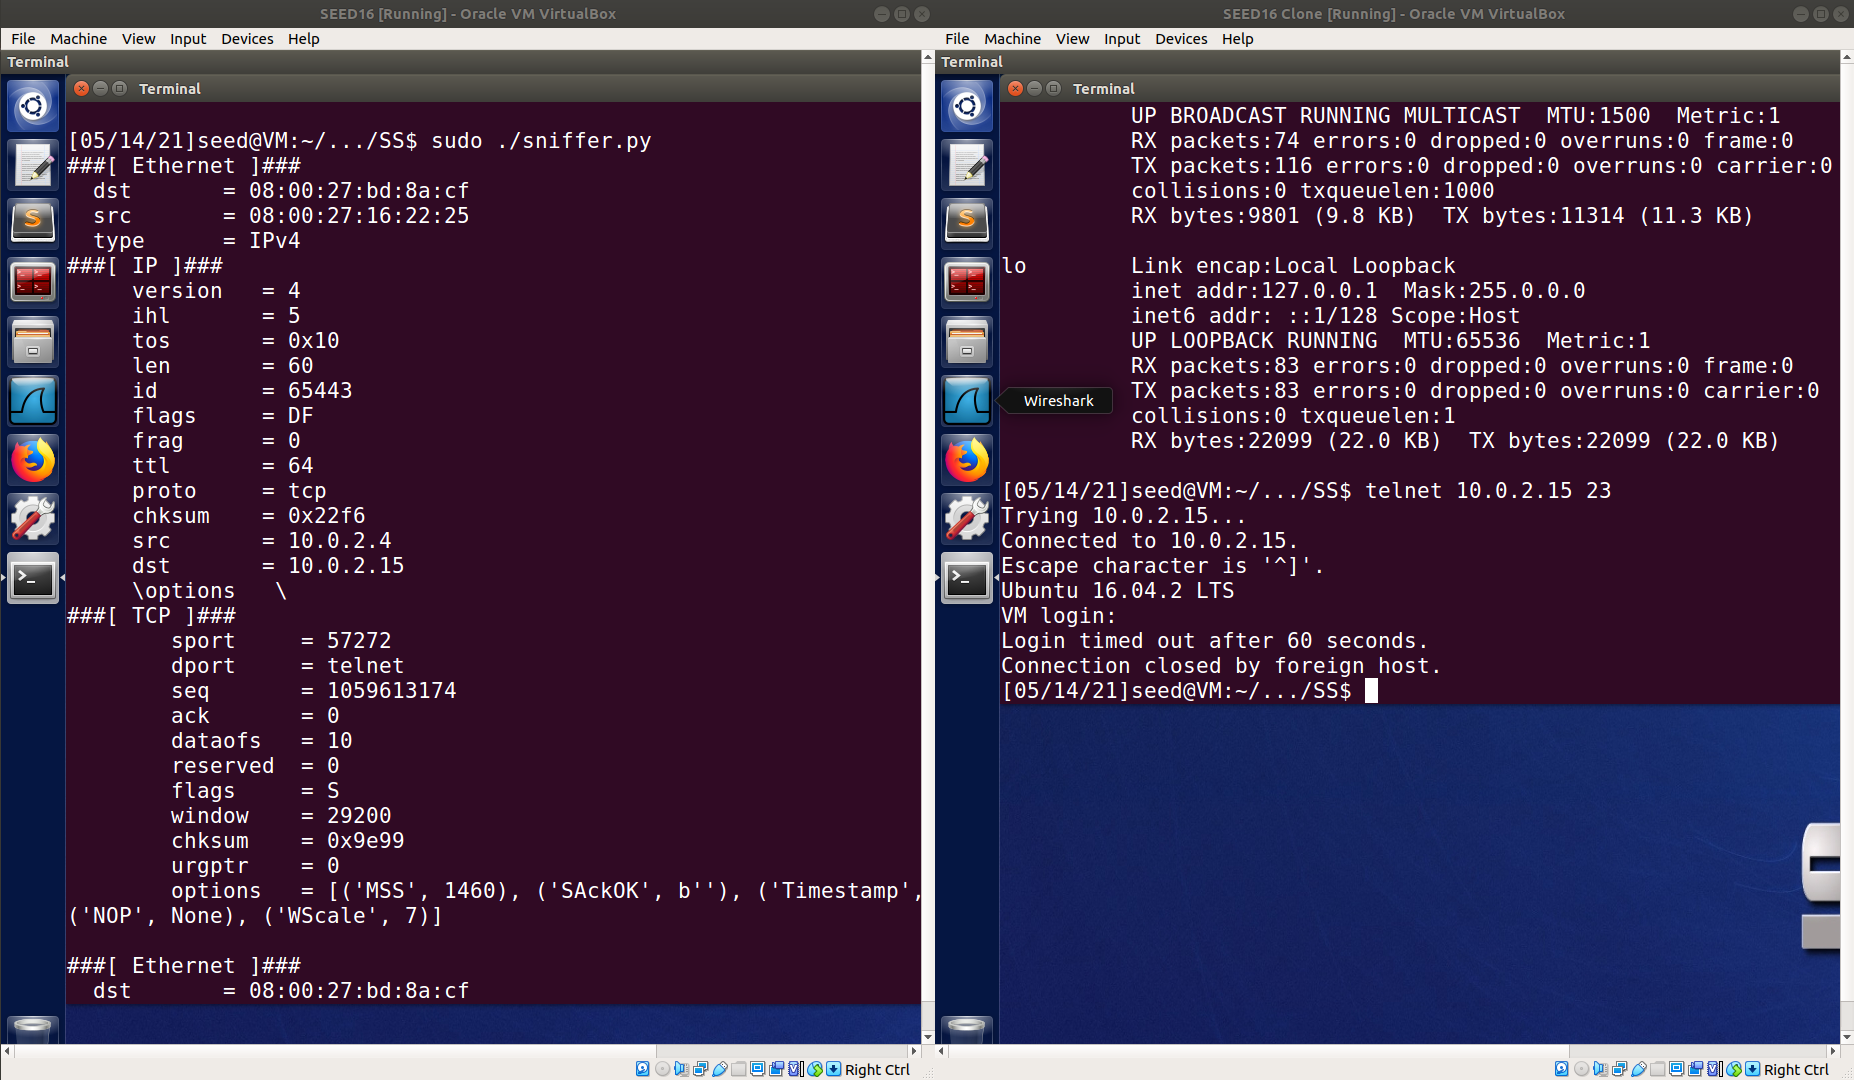 SEED16 [Running] - Oracle VM VirtualBox
File Machine View Input Devices Help
Terminal
Terminal
[05/14/21]seed@VM:~/.../SS$ sudo ./sniffer.py
###[ Ethernet ]###
  dst       = 08:00:27:bd:8a:cf
  src       = 08:00:27:16:22:25
  type      = IPv4
###[ IP ]###
     version   = 4
     ihl       = 5
     tos       = 0x10
     len       = 60
     id        = 65443
     flags     = DF
     frag      = 0
     ttl       = 64
     proto     = tcp
     chksum    = 0x22f6
     src       = 10.0.2.4
     dst       = 10.0.2.15
     \options   \
###[ TCP ]###
        sport     = 57272
        dport     = telnet
        seq       = 1059613174
        ack       = 0
        dataofs   = 10
        reserved  = 0
        flags     = S
        window    = 29200
        chksum    = 0x9e99
        urgptr    = 0
        options   = [('MSS', 1460), ('SAckOK', b''), ('Timestamp',
('NOP', None), ('WScale', 7)]
###[ Ethernet ]###
  dst       = 08:00:27:bd:8a:cf
Right Ctrl
SEED16 Clone [Running] - Oracle VM VirtualBox
File Machine View Input Devices Help
Terminal
Terminal
          UP BROADCAST RUNNING MULTICAST  MTU:1500  Metric:1
          RX packets:74 errors:0 dropped:0 overruns:0 frame:0
          TX packets:116 errors:0 dropped:0 overruns:0 carrier:0
          collisions:0 txqueuelen:1000
          RX bytes:9801 (9.8 KB)  TX bytes:11314 (11.3 KB)
lo        Link encap:Local Loopback
          inet addr:127.0.0.1  Mask:255.0.0.0
          inet6 addr: ::1/128 Scope:Host
          UP LOOPBACK RUNNING  MTU:65536  Metric:1
          RX packets:83 errors:0 dropped:0 overruns:0 frame:0
          TX packets:83 errors:0 dropped:0 overruns:0 carrier:0
Wireshark
          collisions:0 txqueuelen:1
          RX bytes:22099 (22.0 KB)  TX bytes:22099 (22.0 KB)
[05/14/21]seed@VM:~/.../SS$ telnet 10.0.2.15 23
Trying 10.0.2.15...
Connected to 10.0.2.15.
Escape character is '^]'.
Ubuntu 16.04.2 LTS
VM login:
Login timed out after 60 seconds.
Connection closed by foreign host.
[05/14/21]seed@VM:~/.../SS$
Right Ctrl